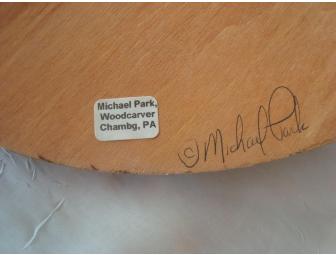 Michael Park,
Woodcarver
Chambg, PA
© Michael Park